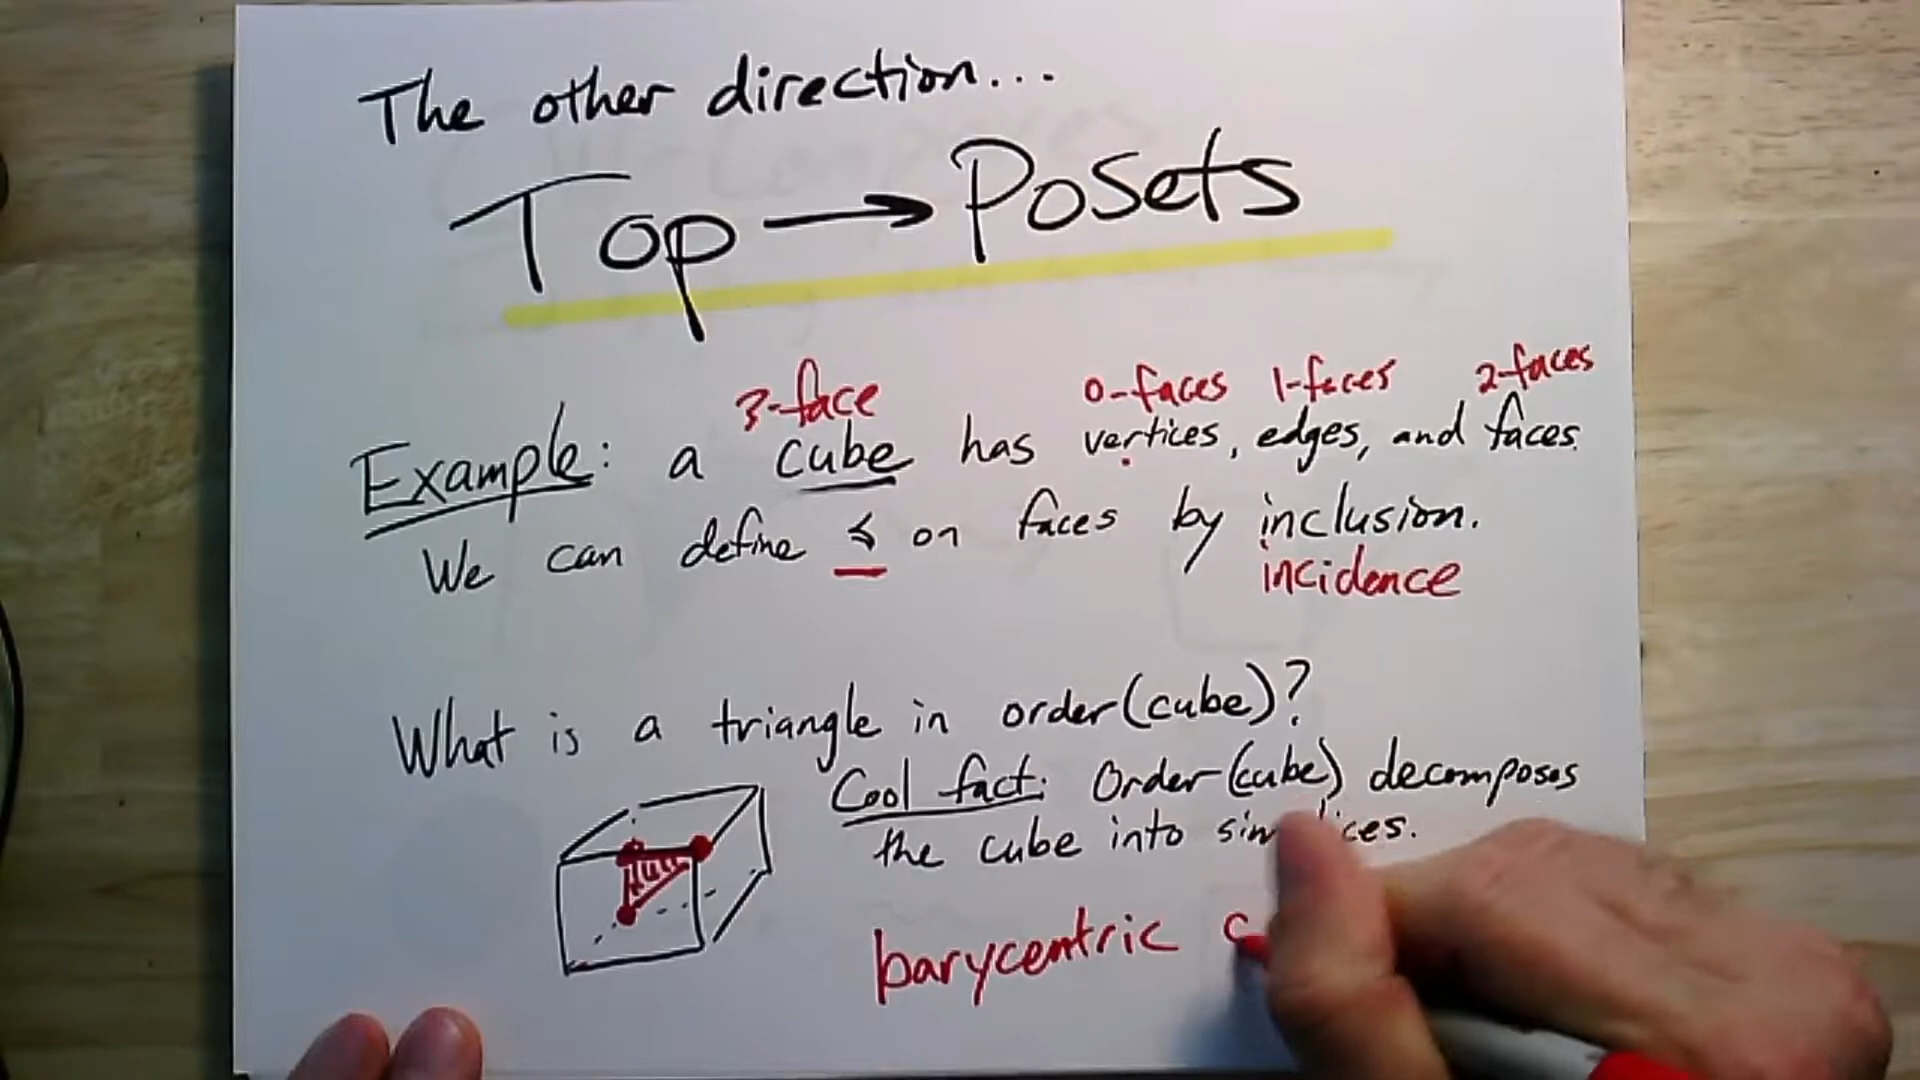 The other direction...
Top → Posets
3-face 0-faces 1-faces 2-faces
Example: a cube has vertices, edges, and faces.
We can define ≤ on faces by inclusion.
incidence
What is a triangle in order(cube)?
Cool fact: Order(cube) decomposes
the cube into
barycentric